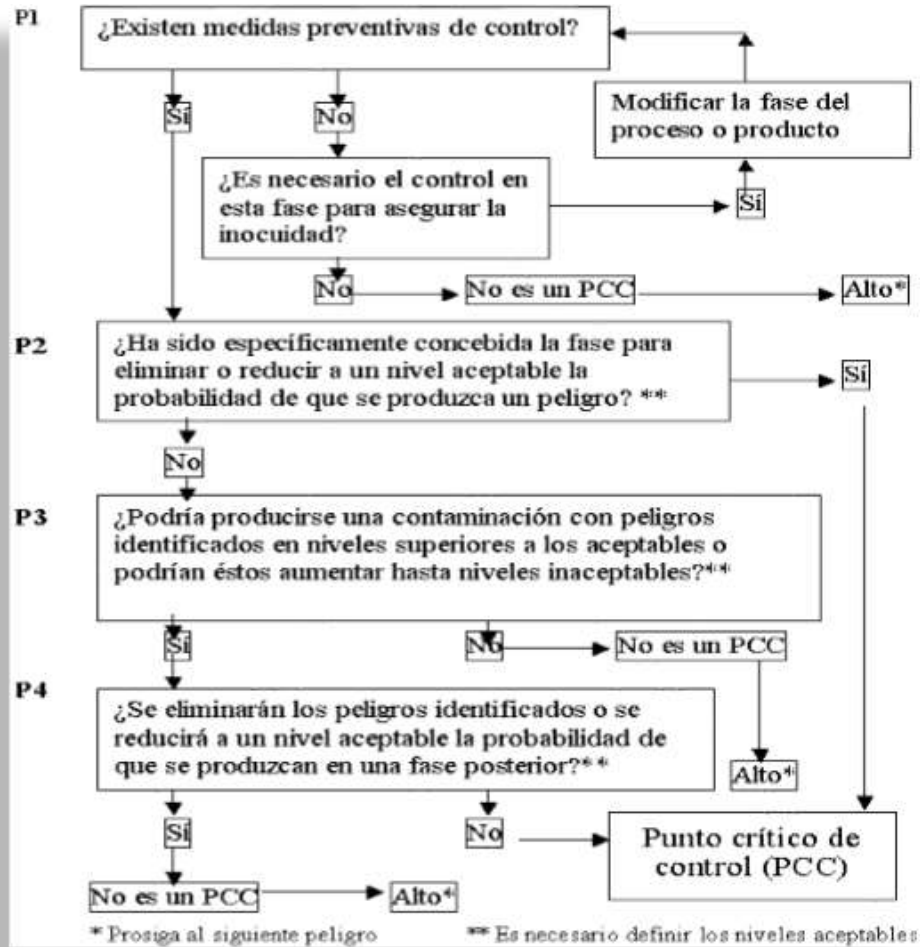 P1
¿Existen medidas preventivas de control?
Sí
No
Modificar la fase del
proceso o producto
¿Es necesario el control en
esta fase para asegurar la
inocuidad?
Sí
No
No es un PCC
Alto*
P2
¿Ha sido específicamente concebida la fase para
eliminar o reducir a un nivel aceptable la
probabilidad de que se produzca un peligro? **
Sí
No
P3
¿Podría producirse una contaminación con peligros
identificados en niveles superiores a los aceptables o
podrían éstos aumentar hasta niveles inaceptables?**
Sí
No
No es un PCC
Alto*
P4
¿Se eliminarán los peligros identificados o se
reducirá a un nivel aceptable la probabilidad de
que se produzcan en una fase posterior?**
Sí
No
Punto crítico de
control (PCC)
No es un PCC
Alto*
* Prosiga al siguiente peligro
** Es necesario definir los niveles aceptables